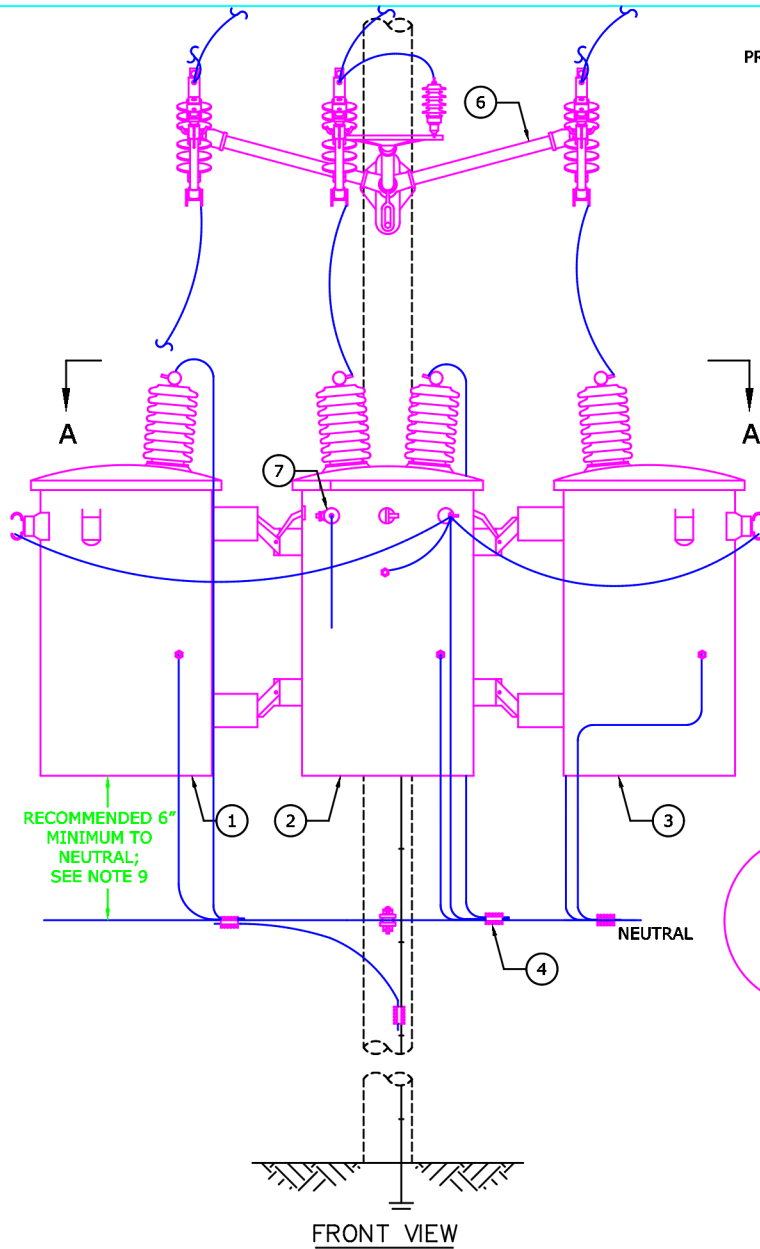 PR
6
A
A
7
RECOMMENDED 6"
MINIMUM TO
NEUTRAL;
SEE NOTE 9
1
2
3
NEUTRAL
4
FRONT VIEW